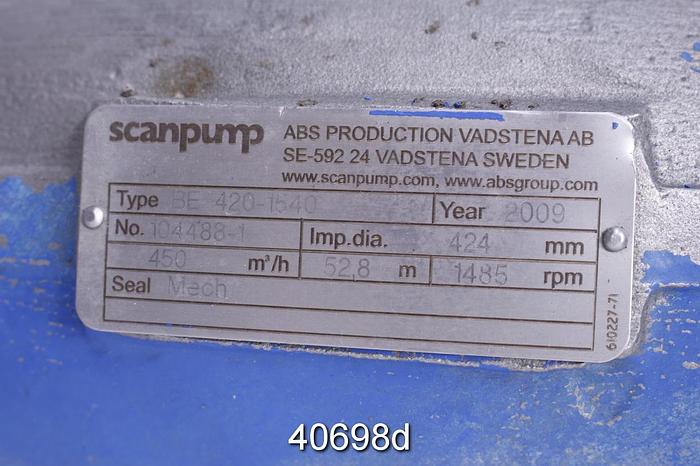 scanpump ABS PRODUCTION VADSTENA AB
SE-592 24 VADSTENA SWEDEN
www.scanpump.com, www.absgroup.com
Type BE 420-1540 Year 2009
No. 104488-1 Imp.dia. 424 mm
450 m³/h 52,8 m 1485 rpm
Seal Mech
610227-71
40698d